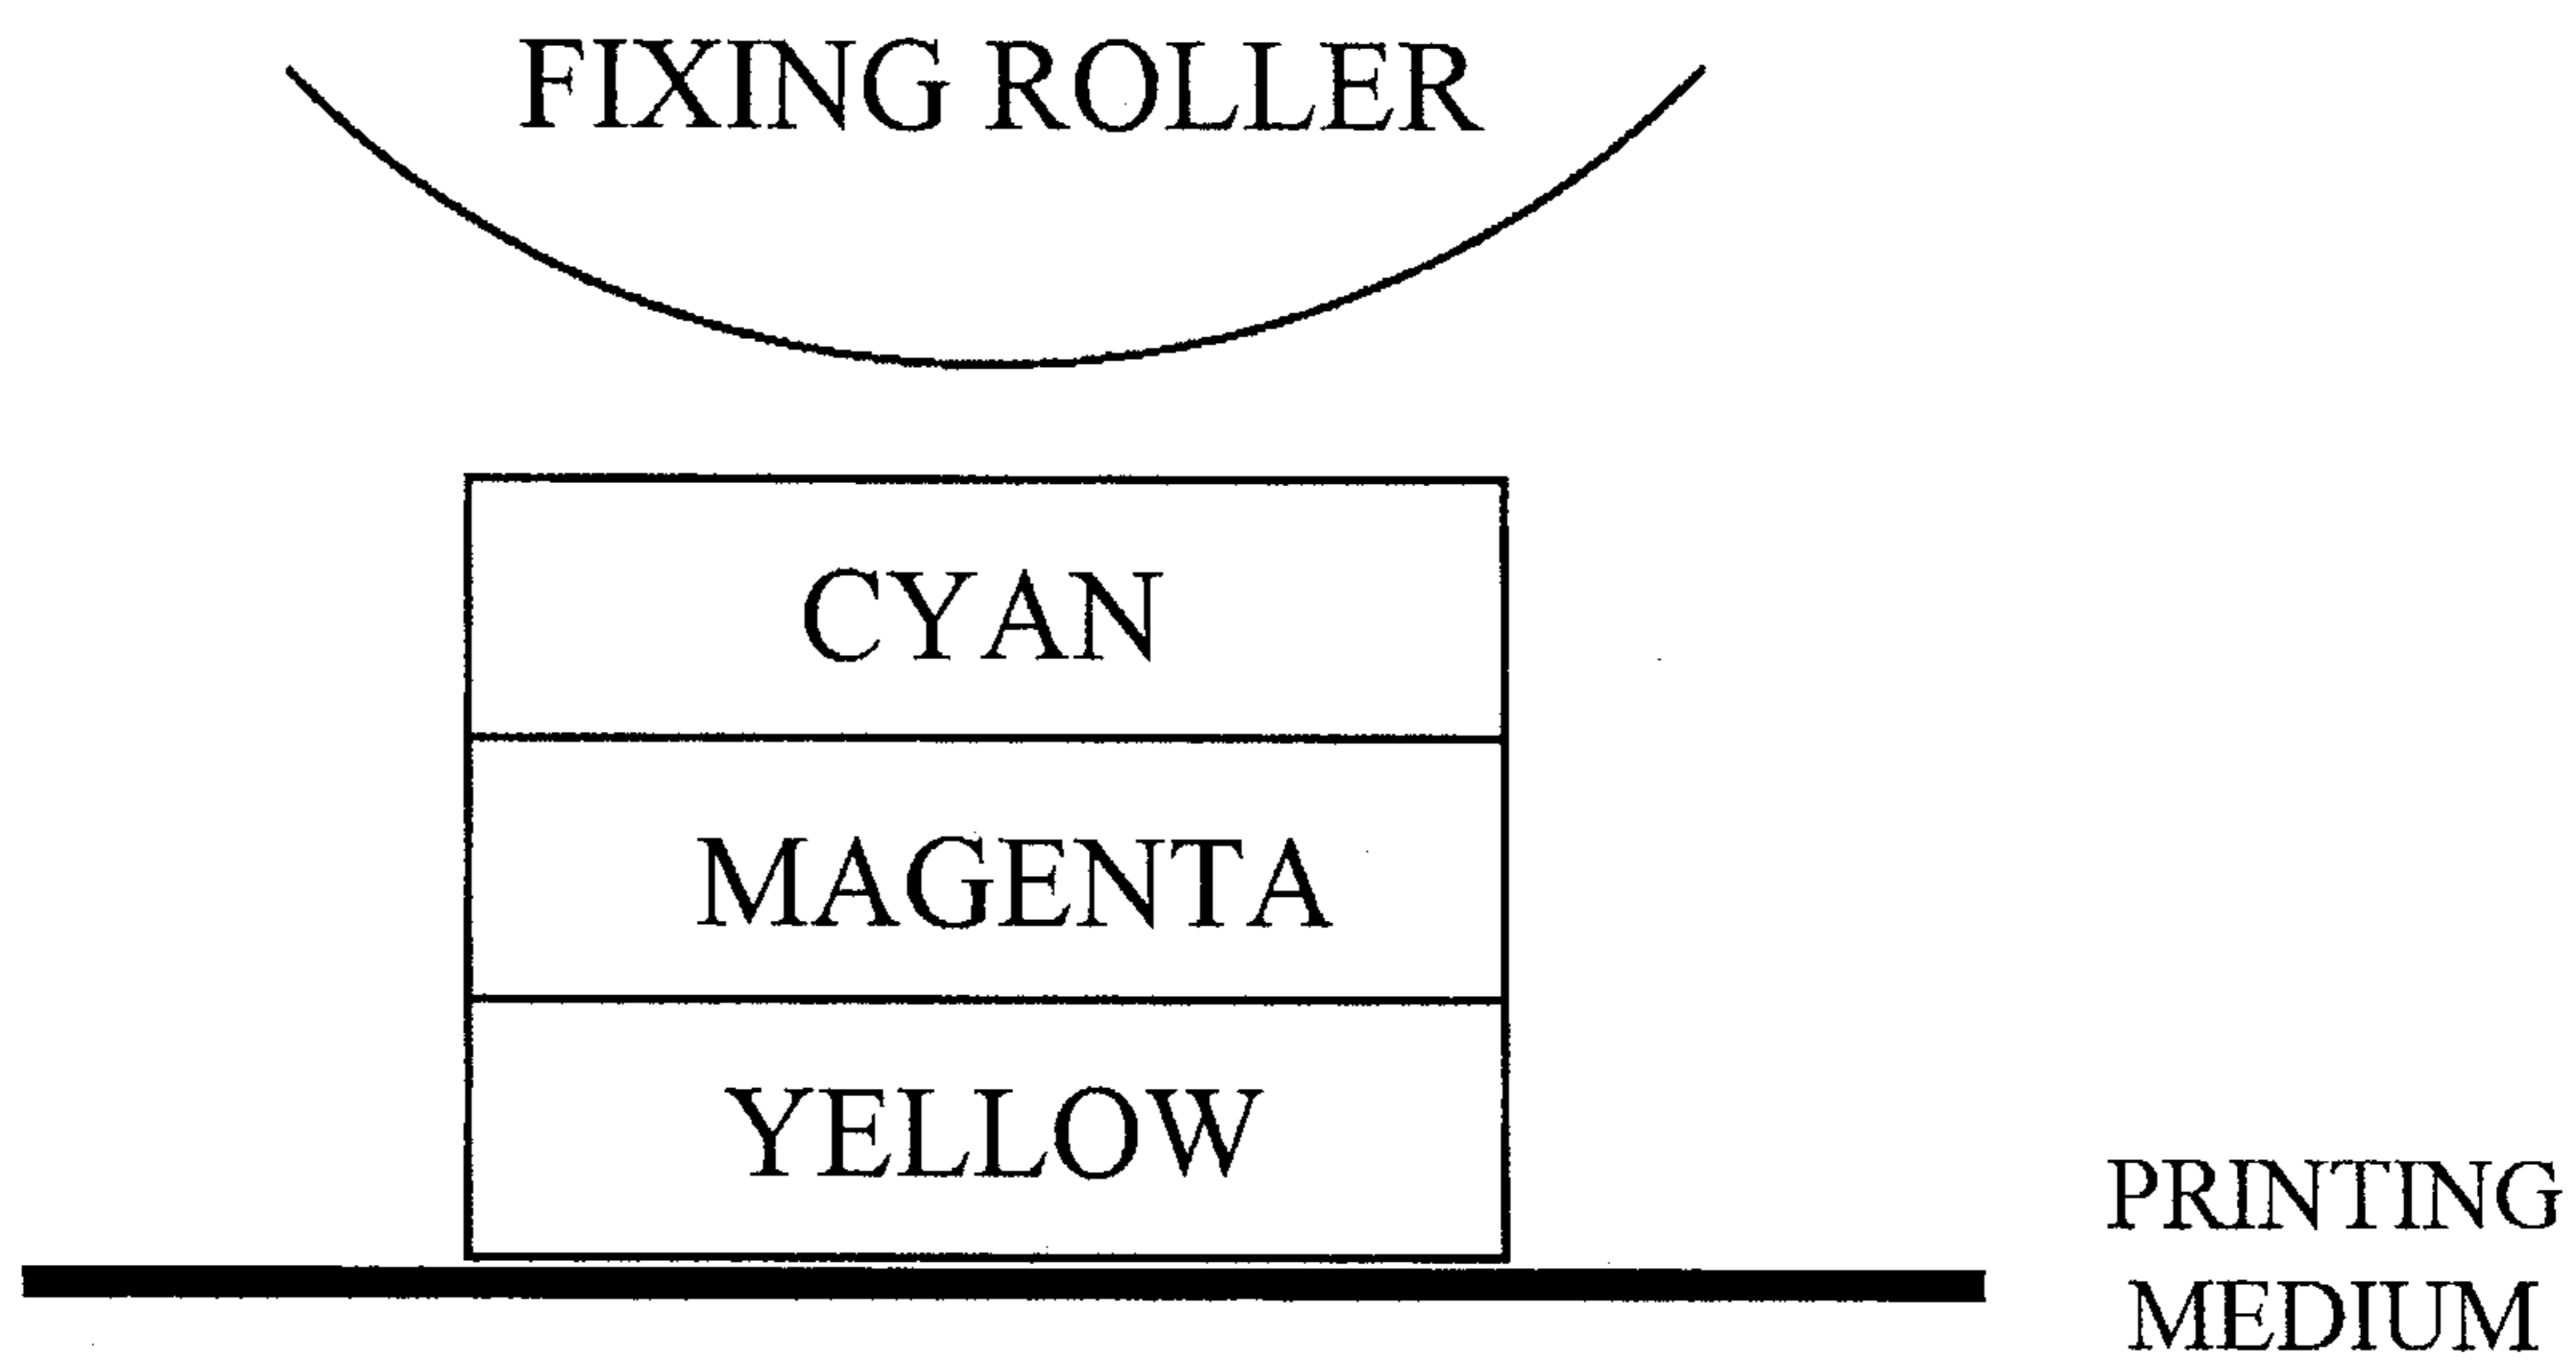 FIXING ROLLER
CYAN
MAGENTA
YELLOW
PRINTING
MEDIUM